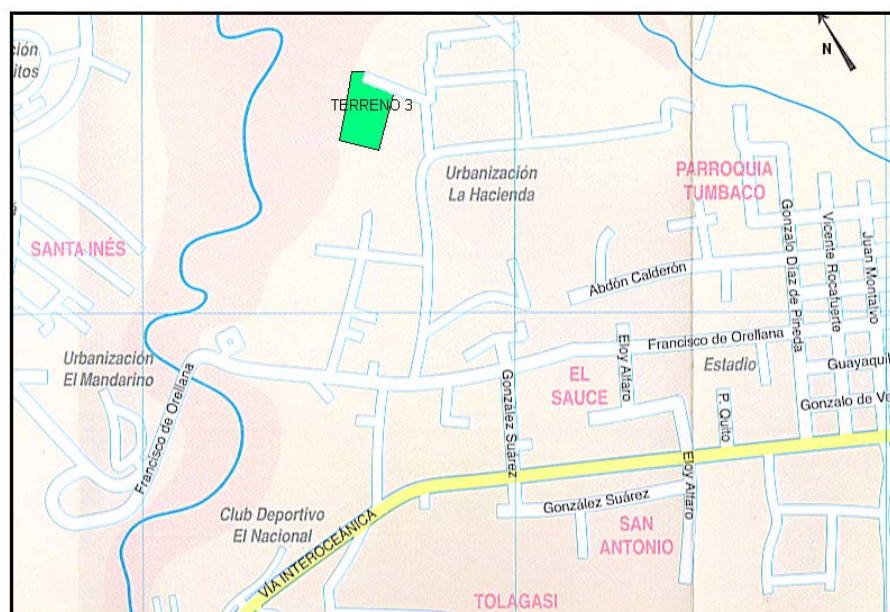 ción
itos
N
TERRENO 3
Urbanización
La Hacienda
PARROQUIA
TUMBACO
SANTA INÉS
Gonzalo Díaz de Pineda
Vicente Rocafuerte
Juan Montalvo
Abdón Calderón
Francisco de Orellana
Urbanización
El Mandarino
Francisco de Orellana
Eloy Alfaro
Estadio
Guayaquil
EL
SAUCE
González Suárez
P. Quito
Gonzalo de Ve
Eloy Alfaro
González Suárez
Club Deportivo
El Nacional
VÍA INTEROCEÁNICA
SAN
ANTONIO
TOLAGASI